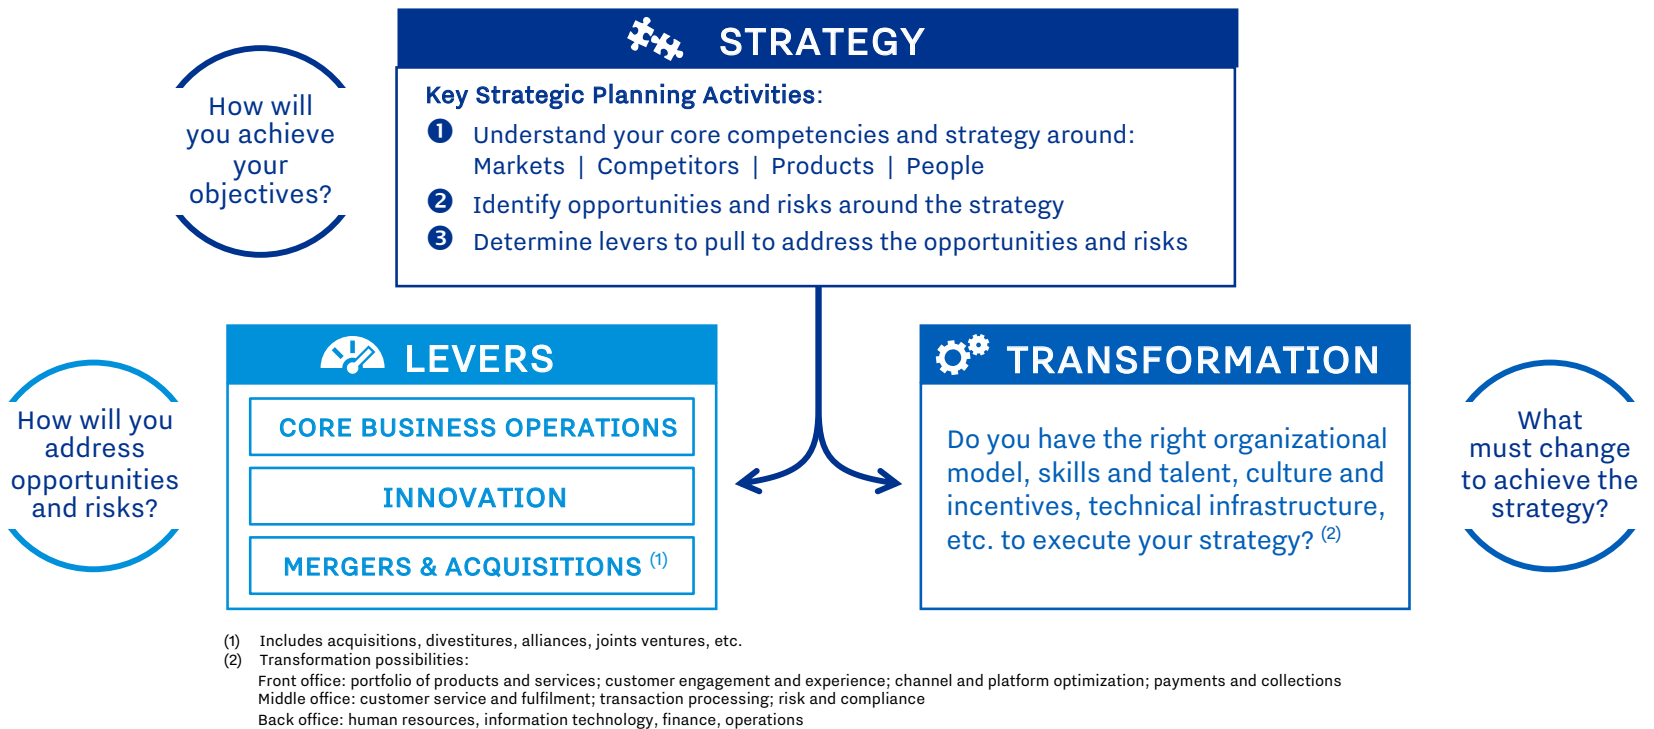 STRATEGY
How will
you achieve
your
objectives?
Key Strategic Planning Activities:
1 Understand your core competencies and strategy around:
Markets | Competitors | Products | People
2 Identify opportunities and risks around the strategy
3 Determine levers to pull to address the opportunities and risks
How will you
address
opportunities
and risks?
LEVERS
CORE BUSINESS OPERATIONS
INNOVATION
MERGERS & ACQUISITIONS (1)
TRANSFORMATION
Do you have the right organizational
model, skills and talent, culture and
incentives, technical infrastructure,
etc. to execute your strategy? (2)
What
must change
to achieve the
strategy?
(1) Includes acquisitions, divestitures, alliances, joints ventures, etc.
(2) Transformation possibilities:
Front office: portfolio of products and services; customer engagement and experience; channel and platform optimization; payments and collections
Middle office: customer service and fulfilment; transaction processing; risk and compliance
Back office: human resources, information technology, finance, operations